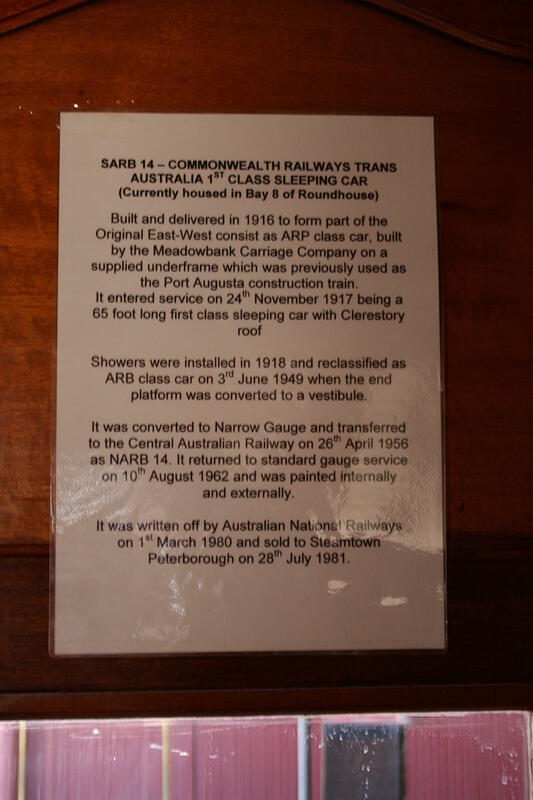 SARB 14 – COMMONWEALTH RAILWAYS TRANS
AUSTRALIA 1ST CLASS SLEEPING CAR
(Currently housed in Bay 8 of Roundhouse)
Built and delivered in 1916 to form part of the
Original East-West consist as ARP class car, built
by the Meadowbank Carriage Company on a
supplied underframe which was previously used as
the Port Augusta construction train.
It entered service on 24th November 1917 being a
65 foot long first class sleeping car with Clerestory
roof
Showers were installed in 1918 and reclassified as
ARB class car on 3rd June 1949 when the end
platform was converted to a vestibule.
It was converted to Narrow Gauge and transferred
to the Central Australian Railway on 26th April 1956
as NARB 14. It returned to standard gauge service
on 10th August 1962 and was painted internally
and externally.
It was written off by Australian National Railways
on 1st March 1980 and sold to Steamtown
Peterborough on 28th July 1981.